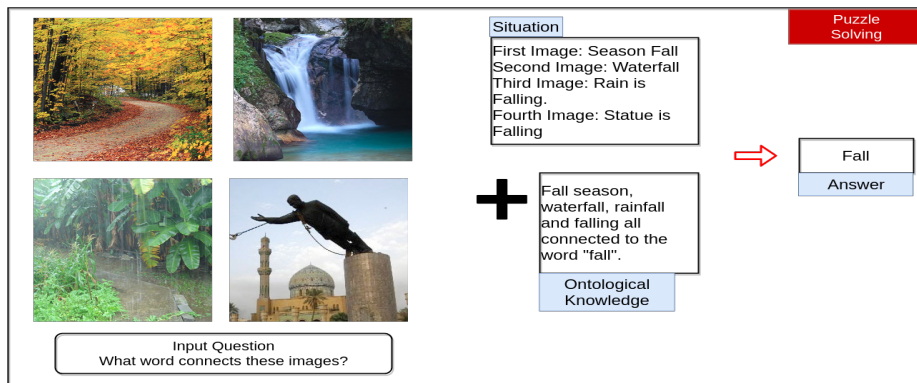 Situation
Puzzle
Solving
First Image: Season Fall
Second Image: Waterfall
Third Image: Rain is
Falling.
Fourth Image: Statue is
Falling
Fall
Answer
Fall season,
waterfall, rainfall
and falling all
connected to the
word "fall".
Ontological
Knowledge
Input Question
What word connects these images?